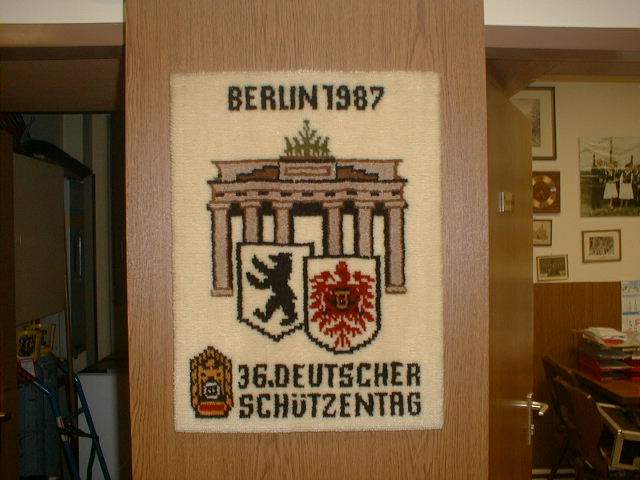 BERLIN 1987
36.DEUTSCHER
SCHÜTZENTAG